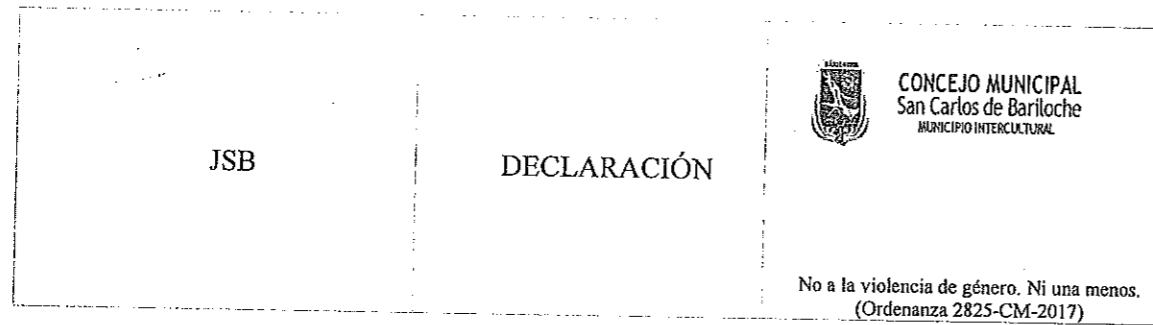 JSB
DECLARACIÓN
CONCEJO MUNICIPAL
San Carlos de Bariloche
MUNICIPIO INTERCULTURAL
No a la violencia de género. Ni una menos.
(Ordenanza 2825-CM-2017)